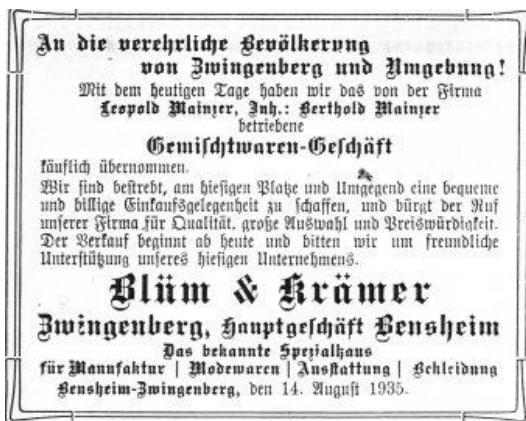 An die verehrliche Bevölkerung
von Zwingenberg und Umgebung!
Mit dem heutigen Tage haben wir das von der Firma
Leopold Mainzer, Inh.: Berthold Mainzer
betriebene
Gemischtwaren-Geschäft
käuflich übernommen.
Wir sind bestrebt, am hiesigen Platze und Umgegend eine bequeme
und billige Einkaufsgelegenheit zu schaffen, und bürgt der Ruf
unserer Firma für Qualität, große Auswahl und Preiswürdigkeit.
Der Verkauf beginnt ab heute und bitten wir um freundliche
Unterstützung unseres hiesigen Unternehmens.
Blüm & Krämer
Zwingenberg, Hauptgeschäft Bensheim
Das bekannte Spezialhaus
für Manufaktur | Modewaren | Ausstattung | Bekleidung
Bensheim-Zwingenberg, den 14. August 1935.